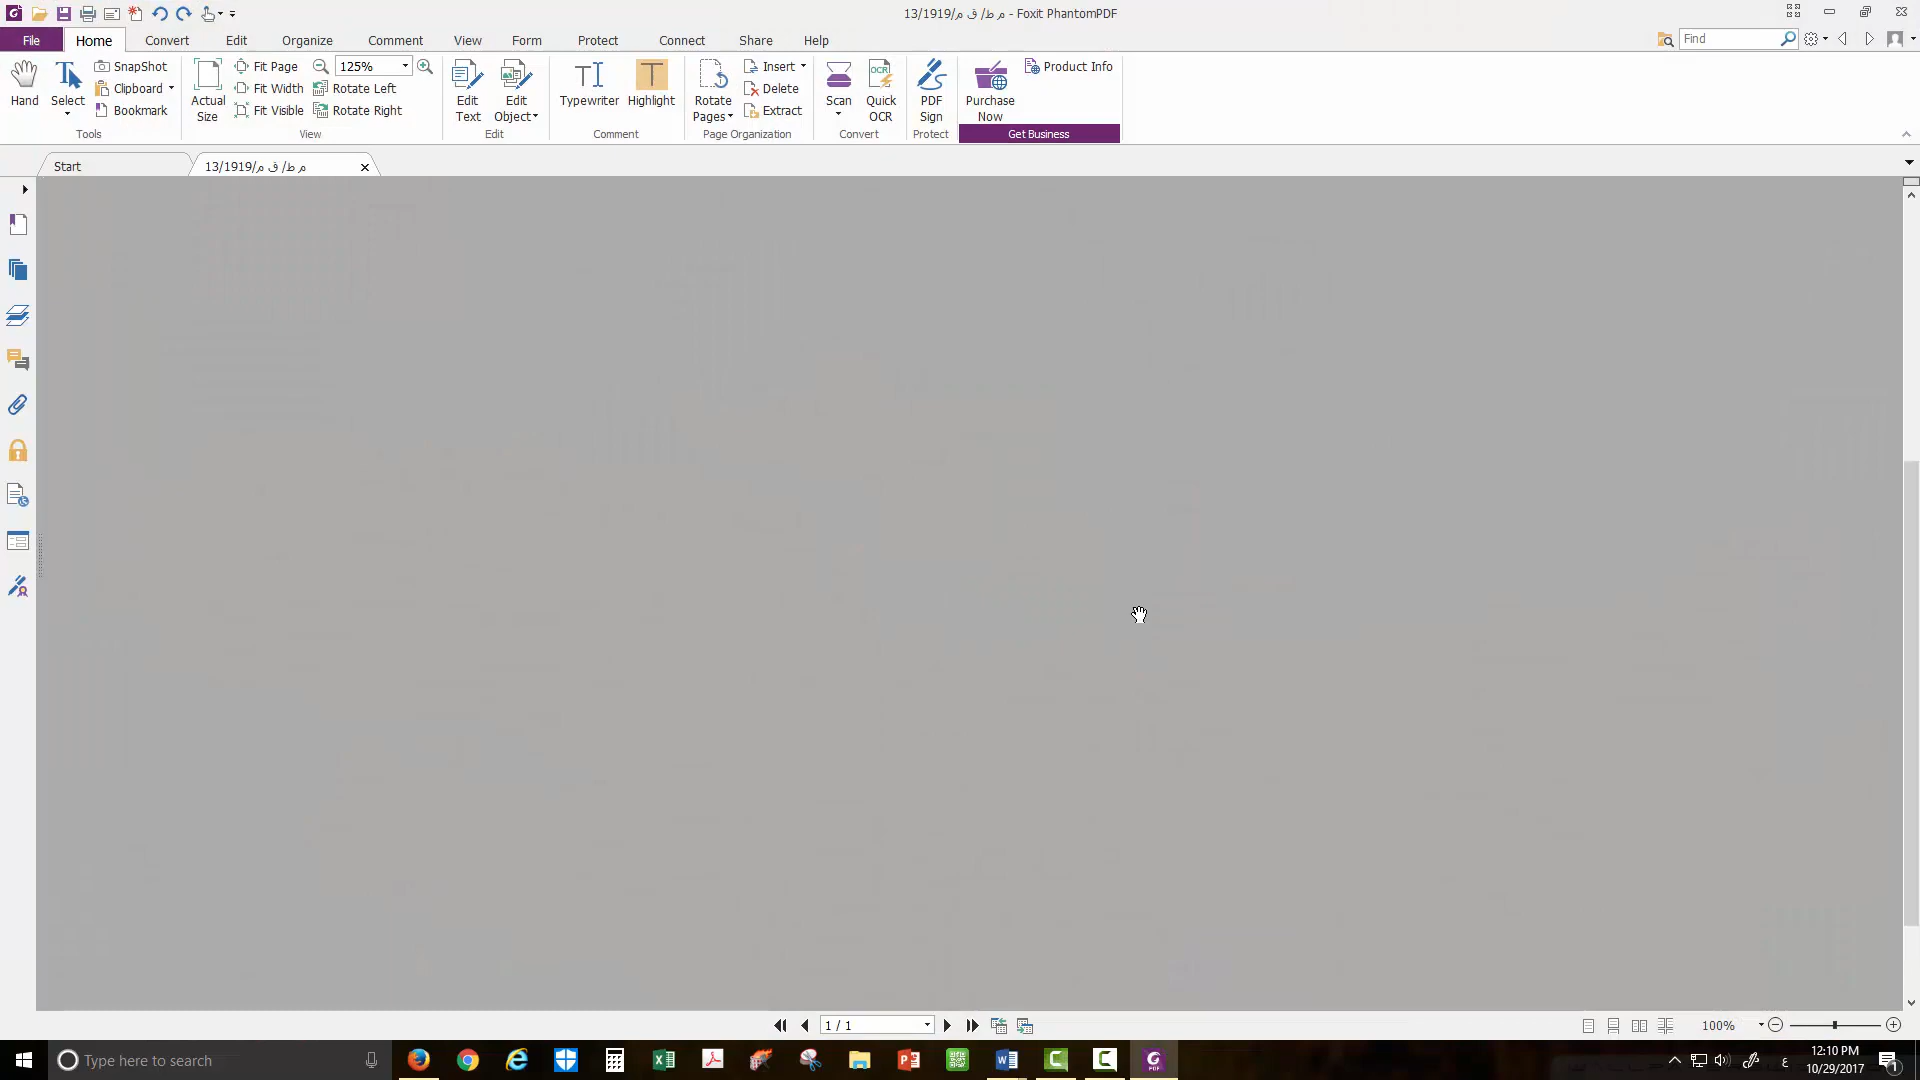 13/1919/م ط/ ق م - Foxit PhantomPDF
File Home Convert Edit Organize Comment View Form Protect Connect Share Help Find
Hand
Select
SnapShot
Clipboard
Bookmark
Tools
Actual Size
Fit Page
Fit Width
Fit Visible
125%
Rotate Left
Rotate Right
View
Edit Text
Edit Object
Edit
Typewriter
Highlight
Comment
Rotate Pages
Insert
Delete
Extract
Page Organization
Scan
Quick OCR
Convert
PDF Sign
Protect
Purchase Now
Product Info
Get Business
Start
13/1919/م ط/ ق م
1 / 1
100%
Type here to search
ع
12:10 PM
10/29/2017